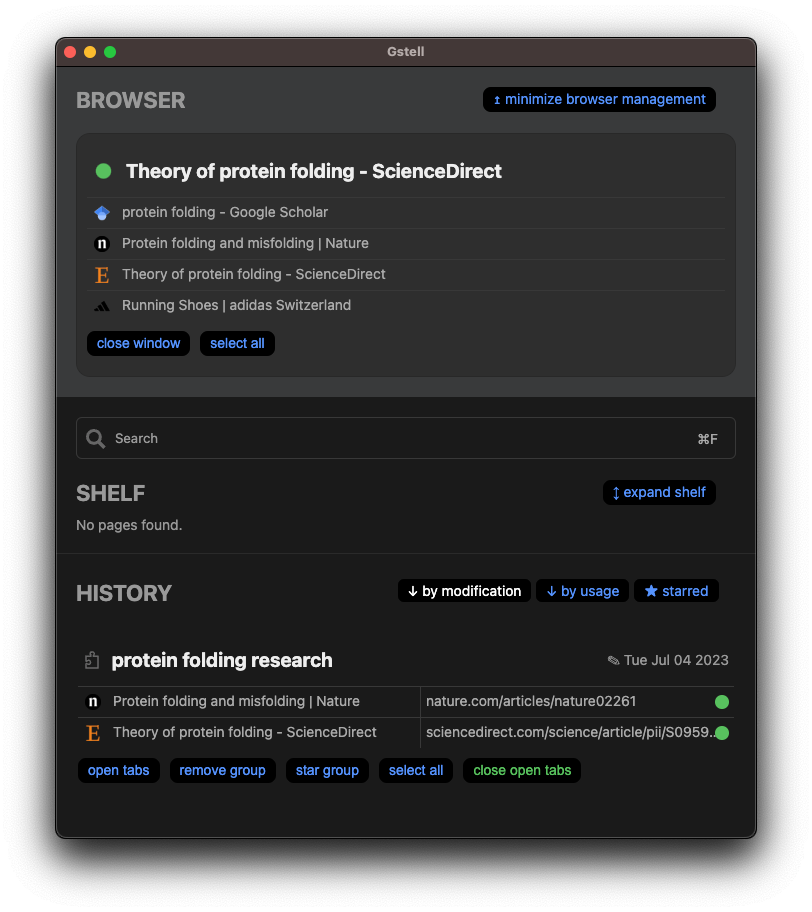 Gstell
BROWSER
↥ minimize browser management
Theory of protein folding - ScienceDirect
protein folding - Google Scholar
n Protein folding and misfolding | Nature
E Theory of protein folding - ScienceDirect
Running Shoes | adidas Switzerland
close window select all
Search ⌘F
SHELF
↕ expand shelf
No pages found.
HISTORY
↓ by modification ↓ by usage ★ starred
protein folding research ✎ Tue Jul 04 2023
n Protein folding and misfolding | Nature nature.com/articles/nature02261
E Theory of protein folding - ScienceDirect sciencedirect.com/science/article/pii/S0959...
open tabs remove group star group select all close open tabs